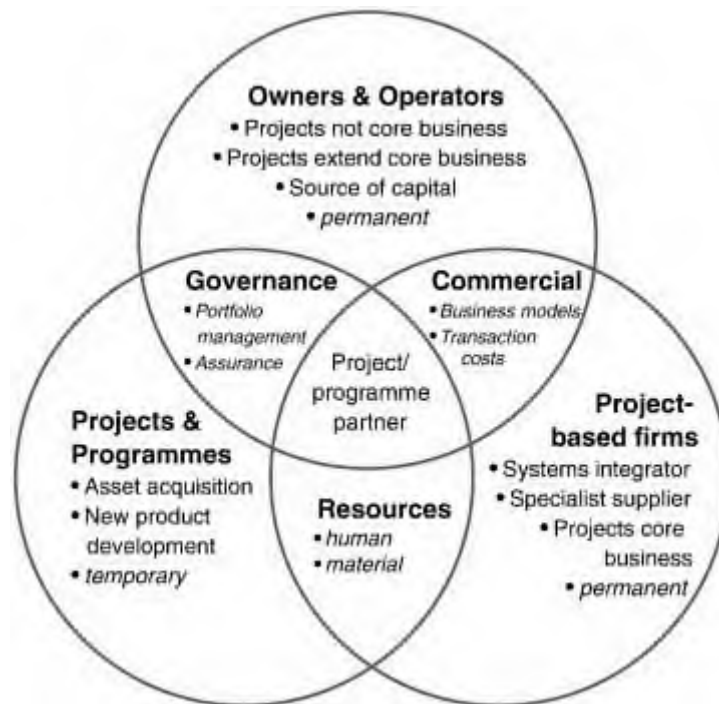 Owners & Operators
• Projects not core business
• Projects extend core business
• Source of capital
• permanent
Governance
• Portfolio
management
• Assurance
Commercial
• Business models
• Transaction
costs
Project/
programme
partner
Projects &
Programmes
• Asset acquisition
• New product
development
• temporary
Project-
based firms
• Systems integrator
• Specialist supplier
• Projects core
business
• permanent
Resources
• human
• material